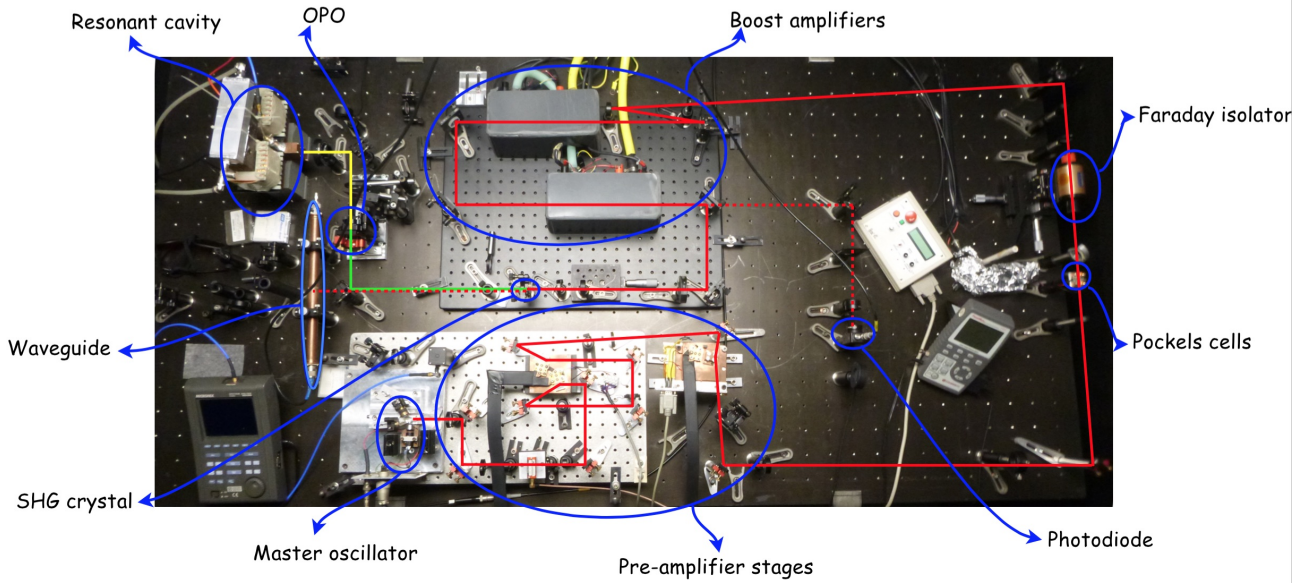 Resonant cavity
OPO
Boost amplifiers
Faraday isolator
Waveguide
Pockels cells
SHG crystal
Master oscillator
Pre-amplifier stages
Photodiode